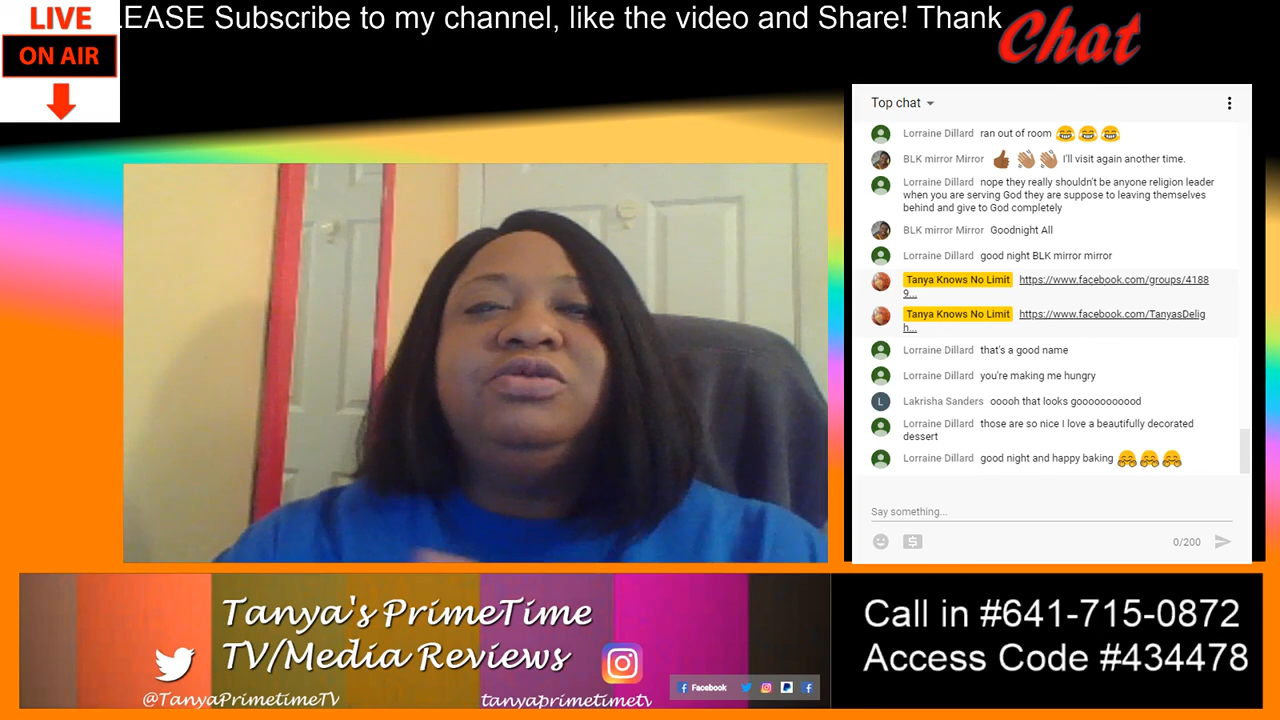 LIVE
ON AIR
LEASE Subscribe to my channel, like the video and Share! Thank
Chat
Top chat
Lorraine Dillard ran out of room 😂 😂 😂
BLK mirror Mirror 👍🏾 👋🏽 👋🏽 I'll visit again another time.
Lorraine Dillard nope they really shouldn't be anyone religion leader
when you are serving God they are suppose to leaving themselves
behind and give to God completely
BLK mirror Mirror Goodnight All
Lorraine Dillard good night BLK mirror mirror
Tanya Knows No Limit https://www.facebook.com/groups/4188
9...
Tanya Knows No Limit https://www.facebook.com/TanyasDelig
h...
Lorraine Dillard that's a good name
Lorraine Dillard you're making me hungry
L Lakrisha Sanders ooooh that looks gooooooooood
Lorraine Dillard those are so nice I love a beautifully decorated
dessert
Lorraine Dillard good night and happy baking 🤗 🤗 🤗
Say something...
0/200
Tanya's PrimeTime
TV/Media Reviews
@TanyaPrimetimeTV
tanyaprimetimetv
Facebook
Call in #641-715-0872
Access Code #434478